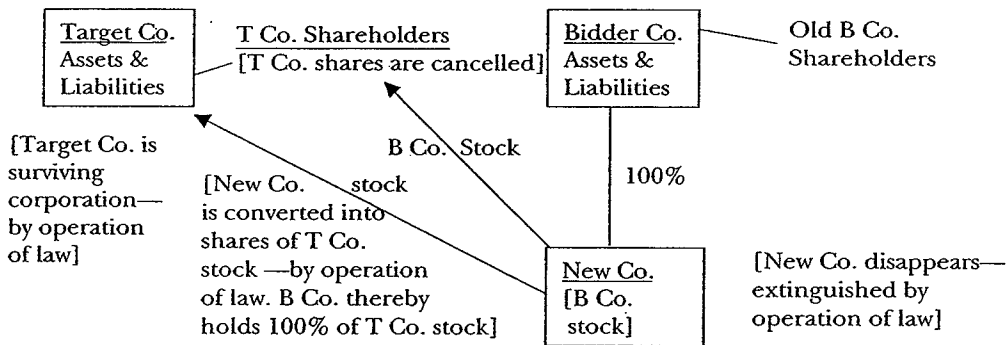 Target Co.
Assets &
Liabilities
T Co. Shareholders
[T Co. shares are cancelled]
Bidder Co.
Assets &
Liabilities
Old B Co.
Shareholders
[Target Co. is
surviving
corporation—
by operation
of law]
B Co. Stock
100%
[New Co. stock
is converted into
shares of T Co.
stock —by operation
of law. B Co. thereby
holds 100% of T Co. stock]
New Co.
[B Co.
stock]
[New Co. disappears—
extinguished by
operation of law]